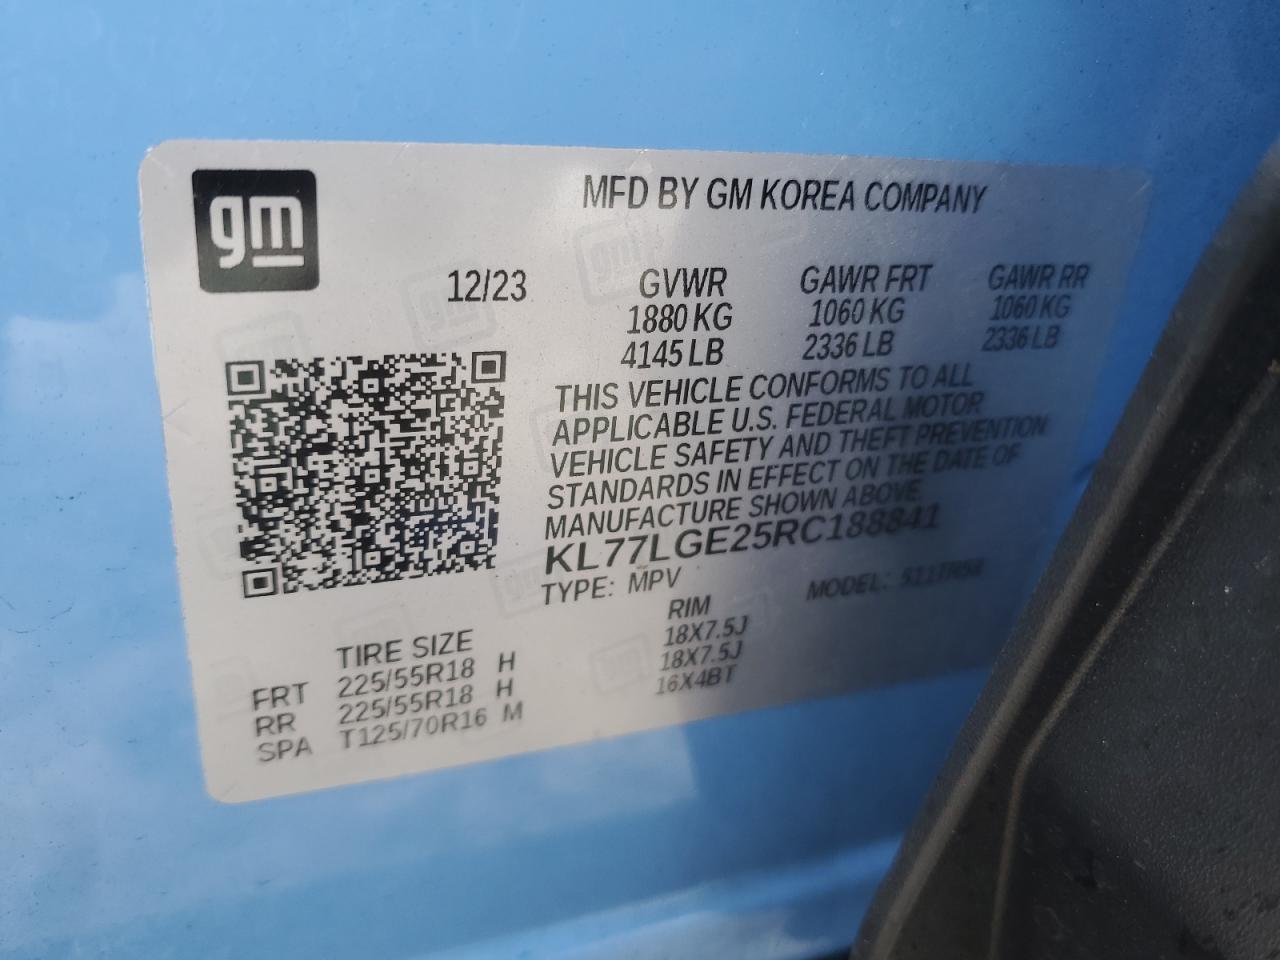 gm
MFD BY GM KOREA COMPANY
12/23 GVWR GAWR FRT GAWR RR
1880 KG 1060 KG 1060 KG
4145 LB 2336 LB 2336 LB
THIS VEHICLE CONFORMS TO ALL
APPLICABLE U.S. FEDERAL MOTOR
VEHICLE SAFETY AND THEFT PREVENTION
STANDARDS IN EFFECT ON THE DATE OF
MANUFACTURE SHOWN ABOVE
KL77LGE25RC188841
TYPE: MPV MODEL:
TIRE SIZE RIM
FRT 225/55R18 H 18X7.5J
RR 225/55R18 H 18X7.5J
SPA T125/70R16 M 16X4BT